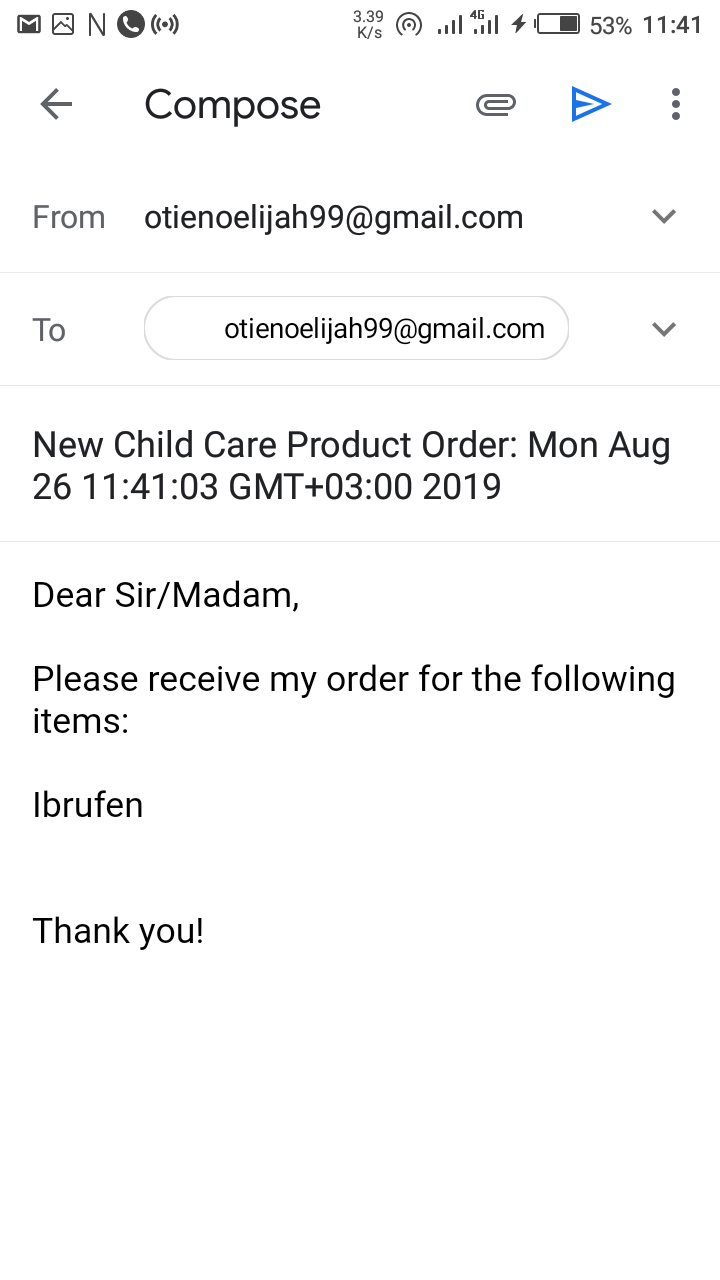 3.39
K/s
4G
53% 11:41
Compose
From otienoelijah99@gmail.com
To otienoelijah99@gmail.com
New Child Care Product Order: Mon Aug
26 11:41:03 GMT+03:00 2019
Dear Sir/Madam,
Please receive my order for the following
items:
Ibrufen
Thank you!